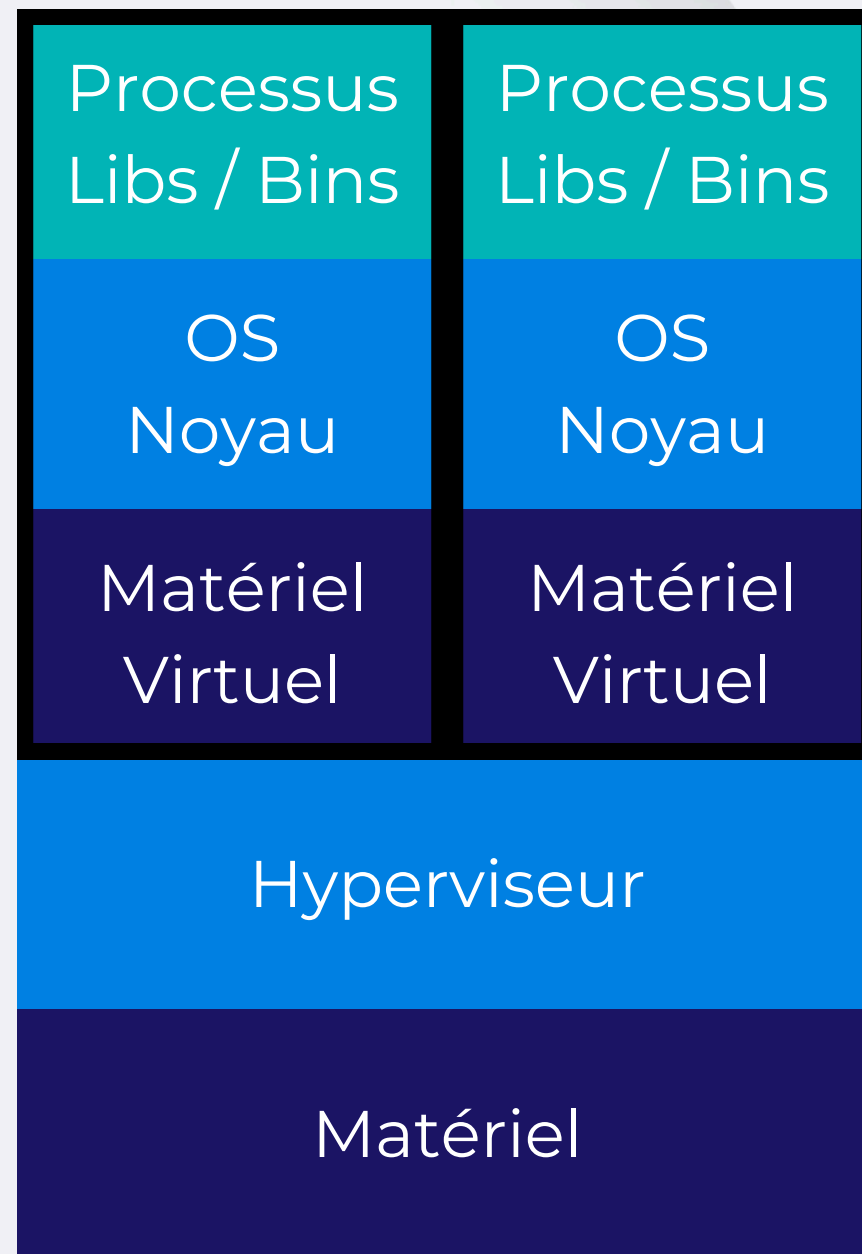 Processus
Libs / Bins
OS
Noyau
Matériel
Virtuel
Processus
Libs / Bins
OS
Noyau
Matériel
Virtuel
Hyperviseur
Matériel